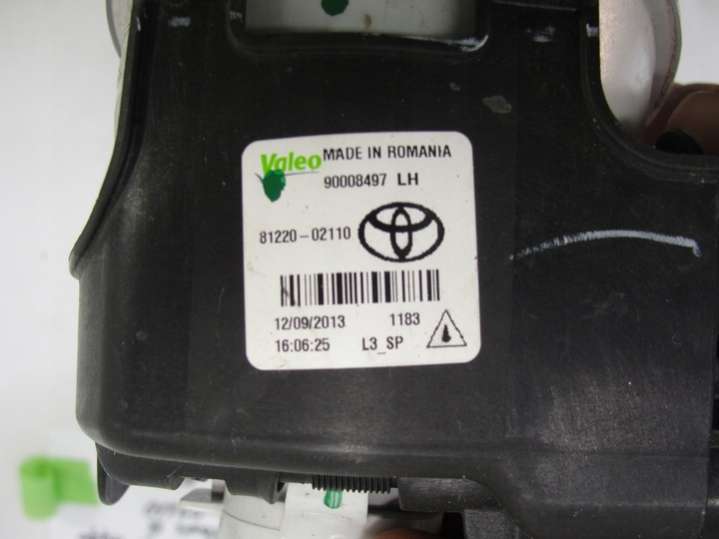 Valeo MADE IN ROMANIA
90008497 LH
81220-02110
12/09/2013 1183
16:06:25 L3_SP